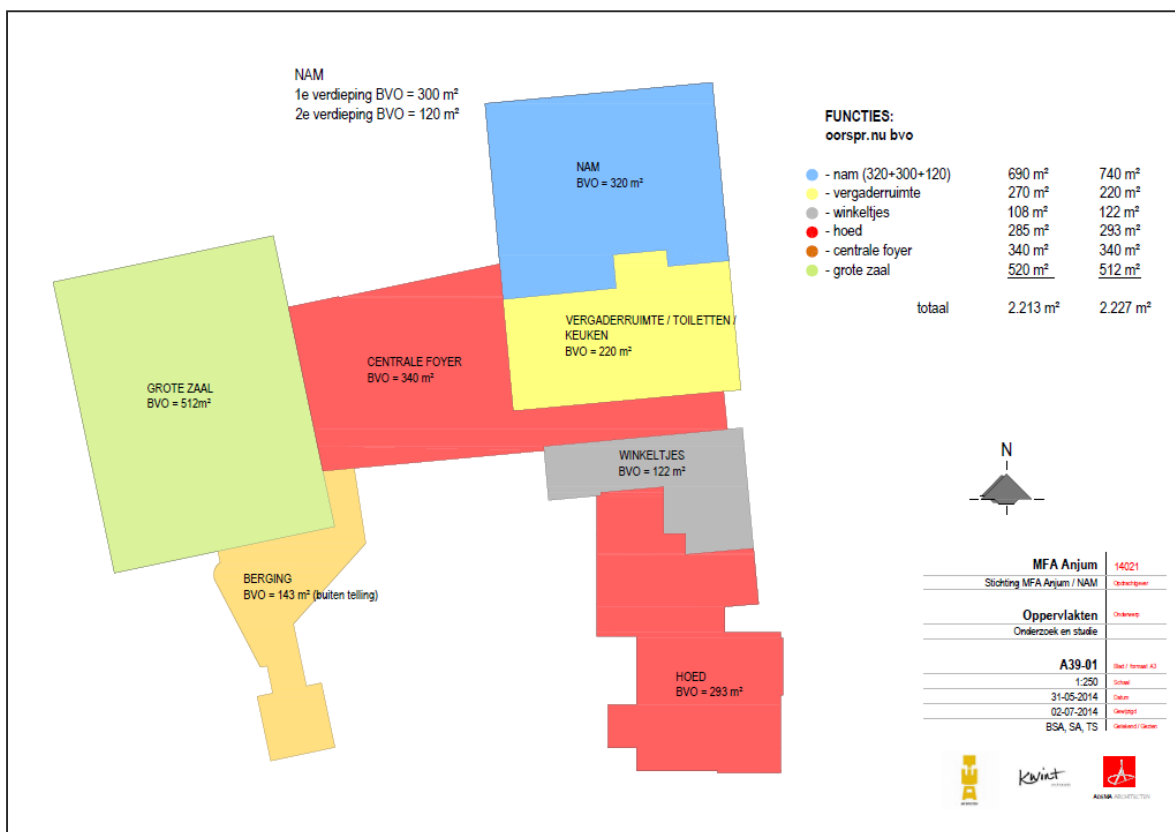 NAM
1e verdieping BVO = 300 m²
2e verdieping BVO = 120 m²
NAM
BVO = 320 m²
VERGADERRUIMTE / TOILETTEN /
KEUKEN
BVO = 220 m²
CENTRALE FOYER
BVO = 340 m²
GROTE ZAAL
BVO = 512m²
WINKELTJES
BVO = 122 m²
BERGING
BVO = 143 m² (buiten telling)
HOED
BVO = 293 m²
FUNCTIES:
oorspr.nu bvo
- nam (320+300+120) 690 m² 740 m²
- vergaderruimte 270 m² 220 m²
- winkeltjes 108 m² 122 m²
- hoed 285 m² 293 m²
- centrale foyer 340 m² 340 m²
- grote zaal 520 m² 512 m²
totaal 2.213 m² 2.227 m²
N
MFA Anjum 14021
Stichting MFA Anjum / NAM Opdrachtgever
Oppervlakten Onderwerp
Onderzoek en studie
A39-01 Blad / formaat A3
1:250 Schaal
31-05-2014 Datum
02-07-2014 Gewijzigd
BSA, SA, TS Getekend / Gezien
Kwint